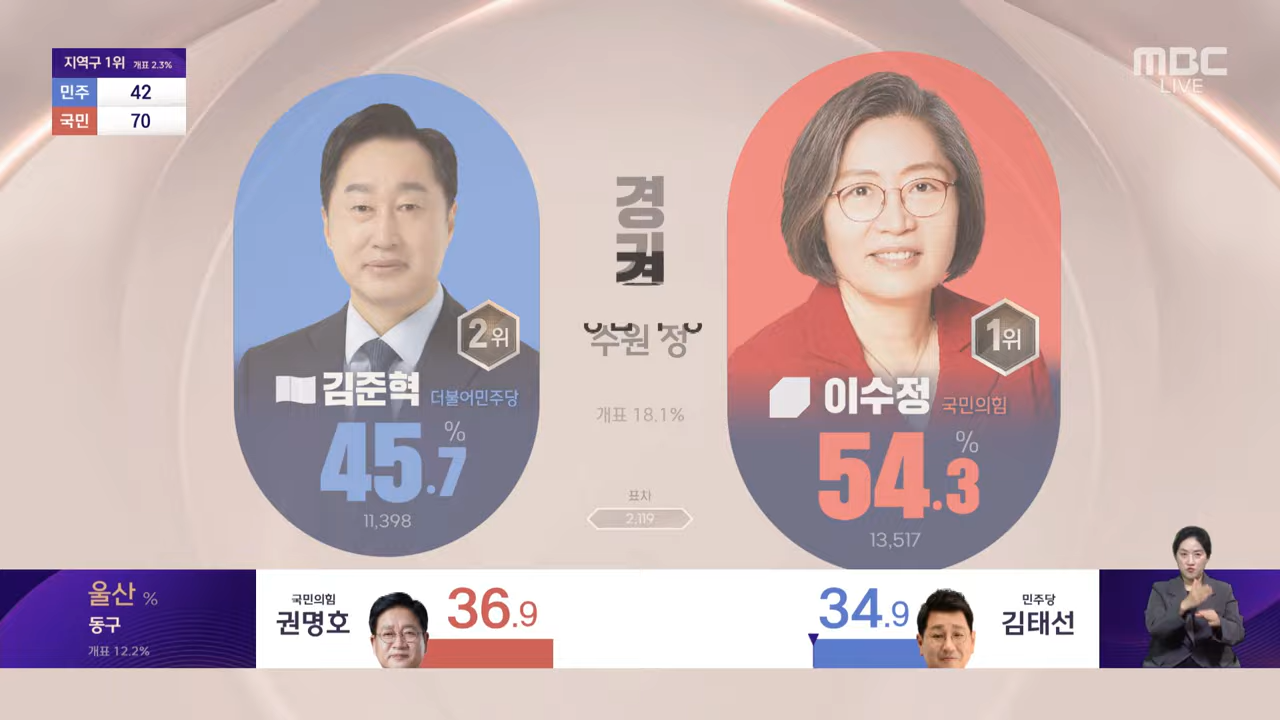 지역구 1위 개표 2.3%
민주 42
국민 70
MBC
LIVE
2위
김준혁 더불어민주당
45.7%
11,398
수원 정
개표 18.1%
표차
2,119
1위
이수정 국민의힘
54.3%
13,517
울산 %
동구
개표 12.2%
국민의힘
권명호
36.9
34.9
민주당
김태선